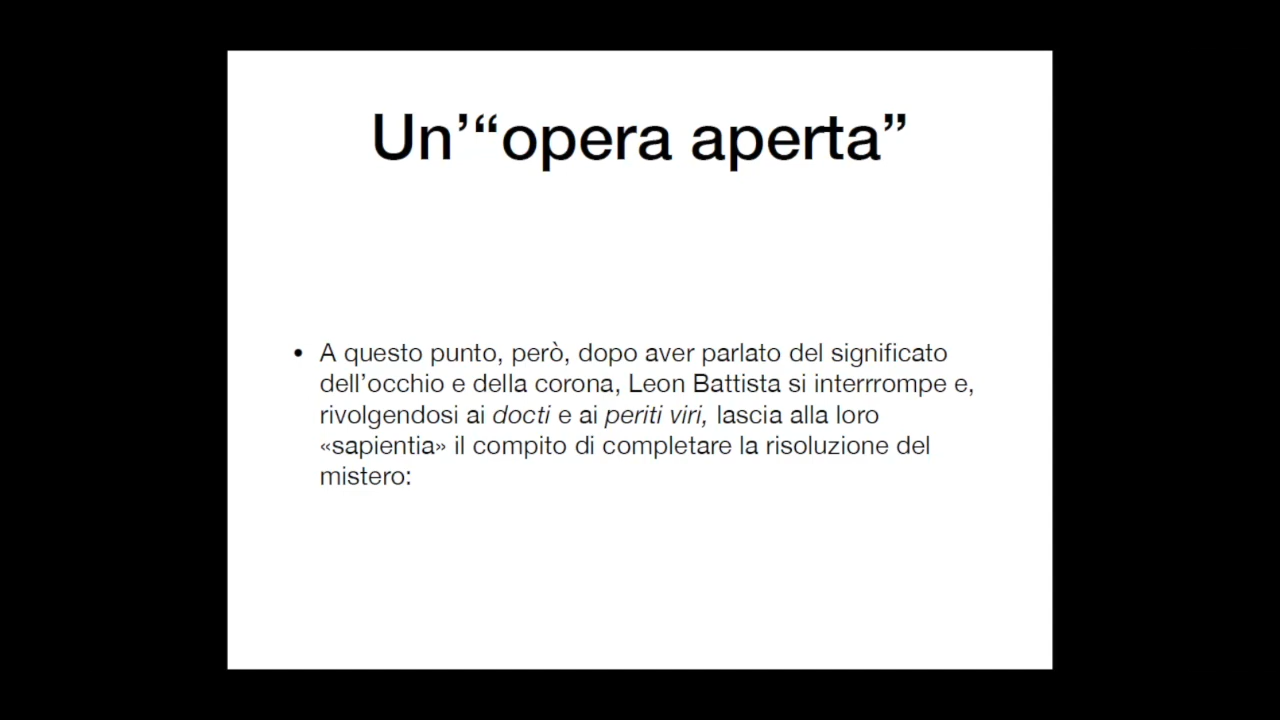 Un’“opera aperta”
• A questo punto, però, dopo aver parlato del significato
dell’occhio e della corona, Leon Battista si interrrompe e,
rivolgendosi ai docti e ai periti viri, lascia alla loro
«sapientia» il compito di completare la risoluzione del
mistero: